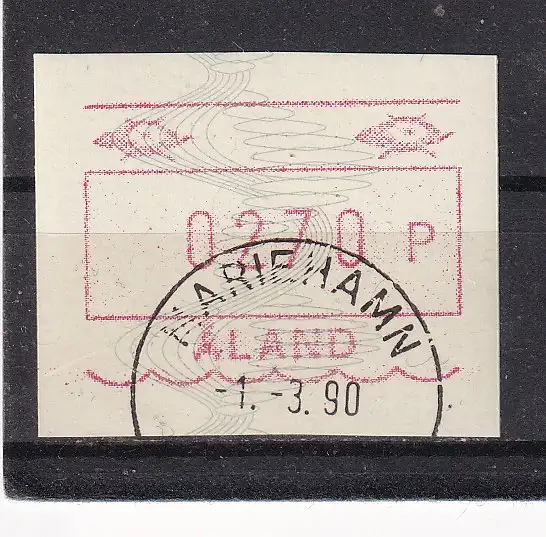 0270 P
MARIEHAMN
ÅLAND
-1.-3.90